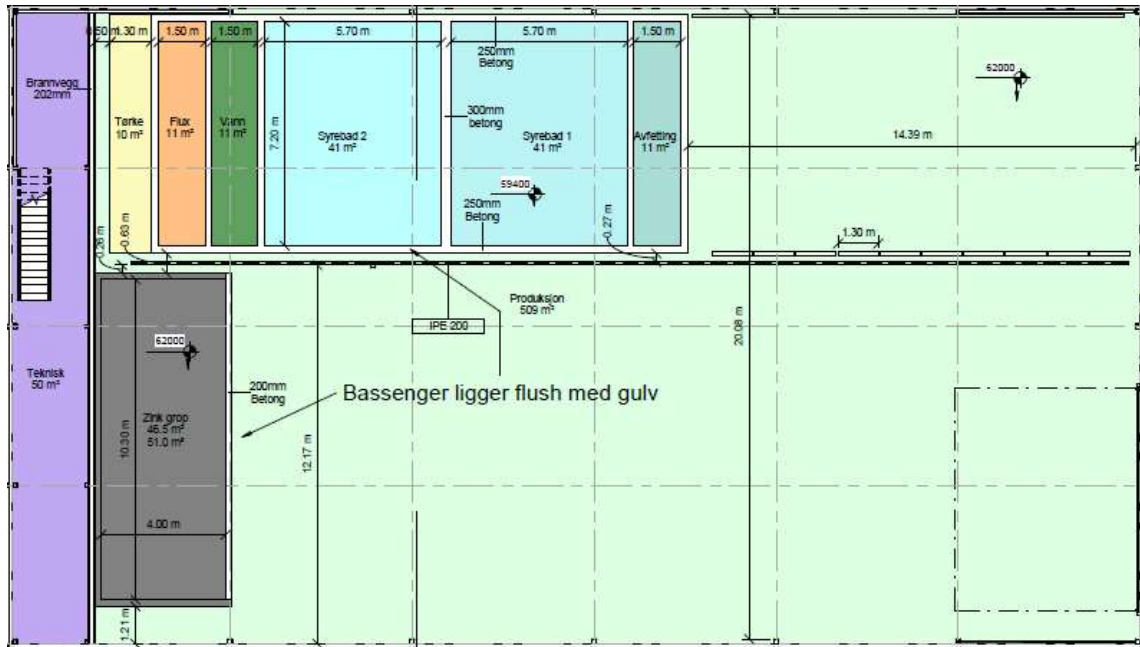 0.50 m
1.30 m
1.50 m
1.50 m
5.70 m
5.70 m
1.50 m
250mm
Betong
62000
Brannvegg
202mm
Tørke
10 m²
Flux
11 m²
Vann
11 m²
7.20 m
Syrebad 2
41 m²
300mm
betong
Syrebad 1
41 m²
Avfetting
11 m²
14.39 m
59400
250mm
Betong
0.26 m
0.63 m
0.27 m
1.30 m
Produksjon
509 m²
IPE 200
20.08 m
62000
Teknisk
50 m²
200mm
Betong
Bassenger ligger flush med gulv
Zink grop
46.5 m²
51.0 m²
10.30 m
12.17 m
4.00 m
1.21 m